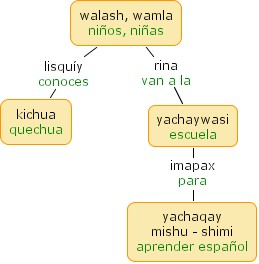 walash, wamla
niños, niñas
lisquíy
conoces
rina
van a la
kichua
quechua
yachaywasi
escuela
imapax
para
yachaqay
mishu - shimi
aprender español